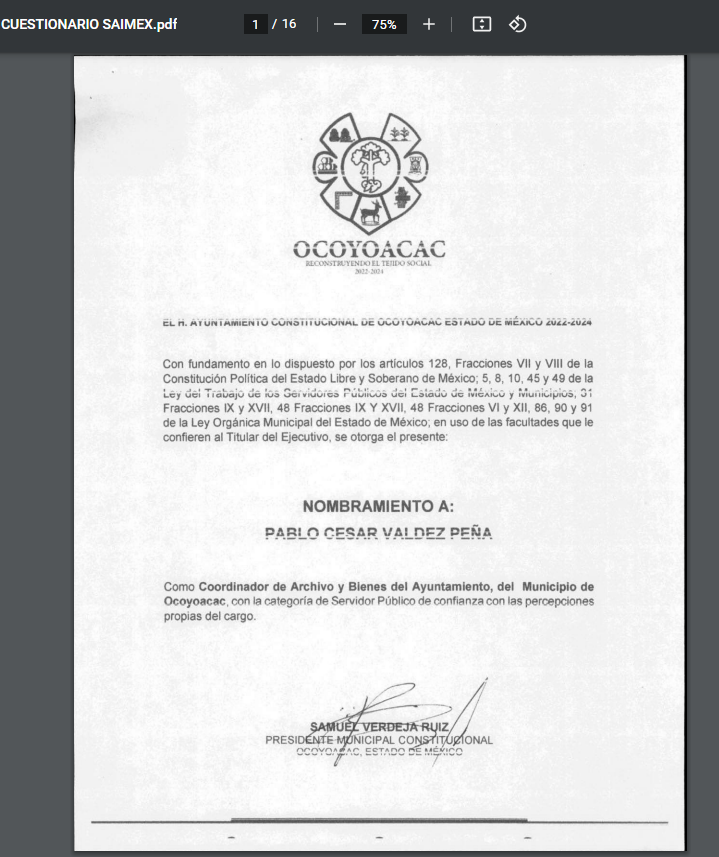 CUESTIONARIO SAIMEX.pdf
1 / 16
75%
OCOYOACAC
RECONSTRUYENDO EL TEJIDO SOCIAL
2022-2024
EL H. AYUNTAMIENTO CONSTITUCIONAL DE OCOYOACAC ESTADO DE MÉXICO 2022-2024
Con fundamento en lo dispuesto por los artículos 128, Fracciones VII y VIII de la
Constitución Política del Estado Libre y Soberano de México; 5, 8, 10, 45 y 49 de la
Ley del Trabajo de los Servidores Públicos del Estado de México y Municipios, 31
Fracciones IX y XVII, 48 Fracciones IX Y XVII, 48 Fracciones VI y XII, 86, 90 y 91
de la Ley Orgánica Municipal del Estado de México; en uso de las facultades que le
confieren al Titular del Ejecutivo, se otorga el presente:
NOMBRAMIENTO A:
PABLO CESAR VALDEZ PEÑA
Como Coordinador de Archivo y Bienes del Ayuntamiento, del Municipio de
Ocoyoacac, con la categoría de Servidor Público de confianza con las percepciones
propias del cargo.
SAMUEL VERDEJA RUIZ
PRESIDENTE MUNICIPAL CONSTITUCIONAL
OCOYOACAC, ESTADO DE MÉXICO